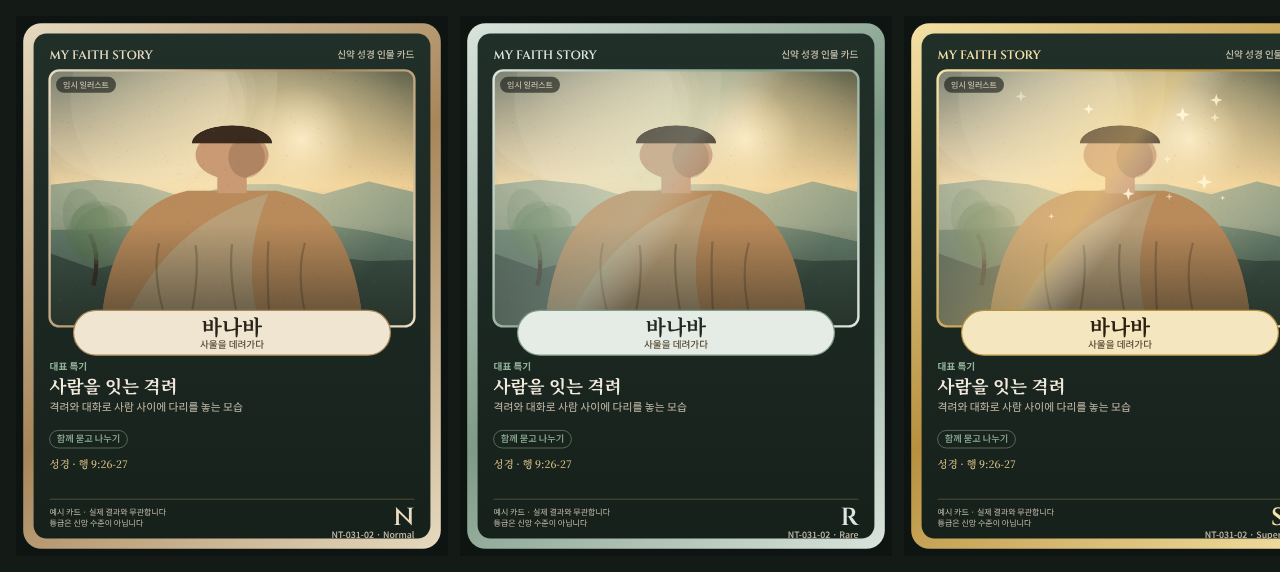 MY FAITH STORY
신약 성경 인물 카드
임시 일러스트
바나바
사울을 데려가다
대표 특기
사람을 잇는 격려
격려와 대화로 사람 사이에 다리를 놓는 모습
함께 묻고 나누기
성경 · 행 9:26-27
예시 카드 · 실제 결과와 무관합니다
등급은 신앙 수준이 아닙니다
N
NT-031-02 · Normal
MY FAITH STORY
신약 성경 인물 카드
임시 일러스트
바나바
사울을 데려가다
대표 특기
사람을 잇는 격려
격려와 대화로 사람 사이에 다리를 놓는 모습
함께 묻고 나누기
성경 · 행 9:26-27
예시 카드 · 실제 결과와 무관합니다
등급은 신앙 수준이 아닙니다
R
NT-031-02 · Rare
MY FAITH STORY
신약 성경 인물
임시 일러스트
바나바
사울을 데려가다
대표 특기
사람을 잇는 격려
격려와 대화로 사람 사이에 다리를 놓는 모습
함께 묻고 나누기
성경 · 행 9:26-27
예시 카드 · 실제 결과와 무관합니다
등급은 신앙 수준이 아닙니다
S
NT-031-02 · Super